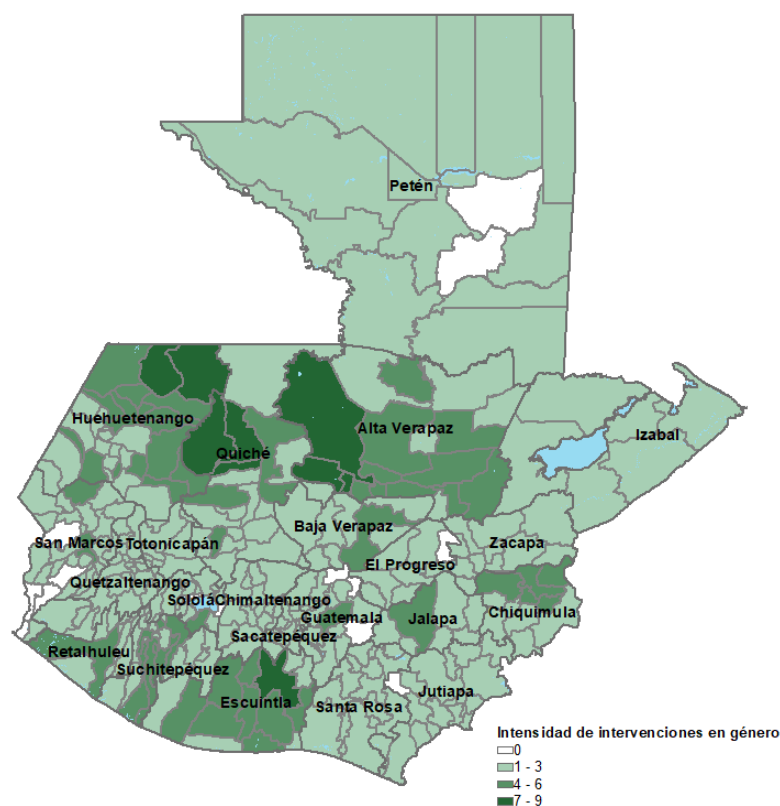 Petén
Huehuetenango
Alta Verapaz
Izabal
Quiché
Baja Verapaz
San Marcos
Totonicapán
Zacapa
El Progreso
Quetzaltenango
Sololá
Chimaltenango
Guatemala
Jalapa
Chiquimula
Sacatepéquez
Retalhuleu
Suchitepéquez
Escuintla
Santa Rosa
Jutiapa
Intensidad de intervenciones en género
0
1 - 3
4 - 6
7 - 9